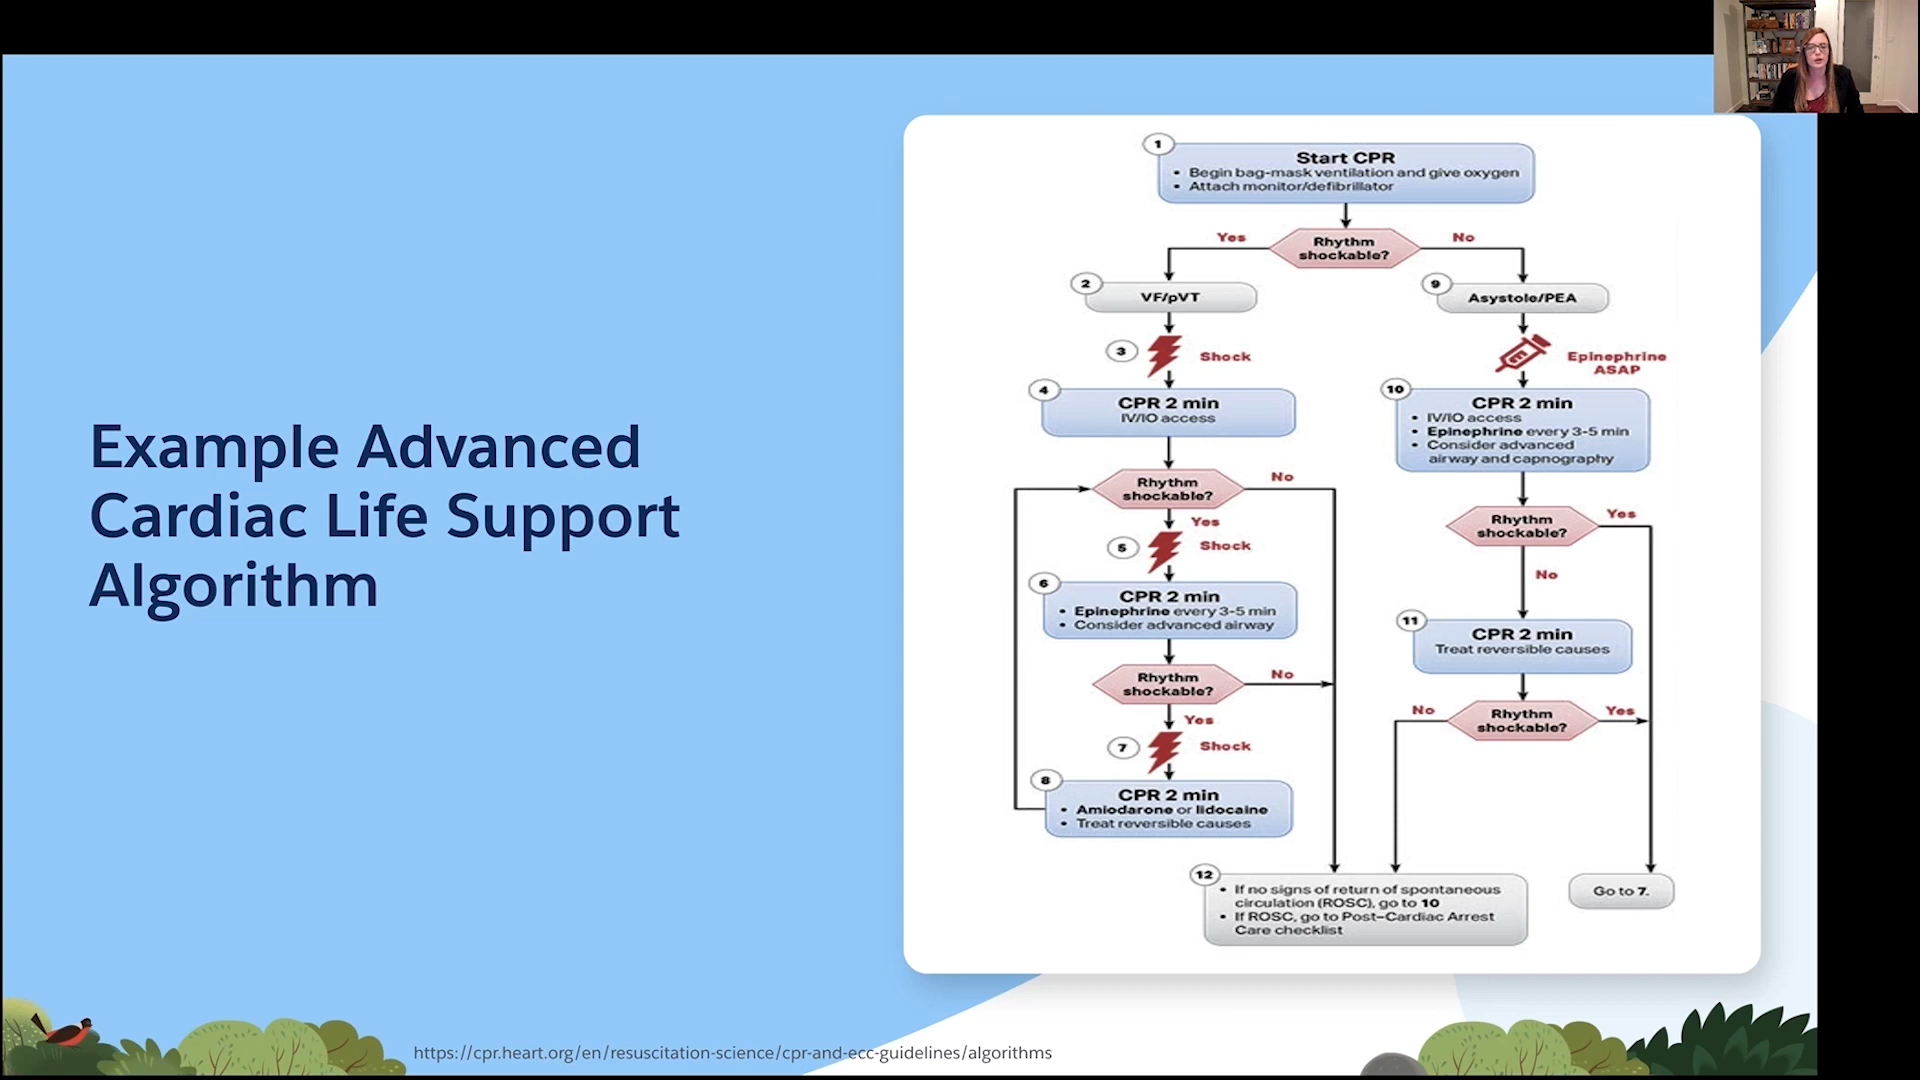 Example Advanced
Cardiac Life Support
Algorithm
1
Start CPR
• Begin bag-mask ventilation and give oxygen
• Attach monitor/defibrillator
Rhythm
shockable?
Yes
No
2
VF/pVT
3
Shock
4
CPR 2 min
IV/IO access
Rhythm
shockable?
No
Yes
5
Shock
6
CPR 2 min
• Epinephrine every 3-5 min
• Consider advanced airway
Rhythm
shockable?
No
Yes
7
Shock
8
CPR 2 min
• Amiodarone or lidocaine
• Treat reversible causes
9
Asystole/PEA
Epinephrine
ASAP
10
CPR 2 min
• IV/IO access
• Epinephrine every 3-5 min
• Consider advanced
airway and capnography
Rhythm
shockable?
Yes
No
11
CPR 2 min
Treat reversible causes
Rhythm
shockable?
No
Yes
12
• If no signs of return of spontaneous
circulation (ROSC), go to 10
• If ROSC, go to Post–Cardiac Arrest
Care checklist
Go to 7.
https://cpr.heart.org/en/resuscitation-science/cpr-and-ecc-guidelines/algorithms